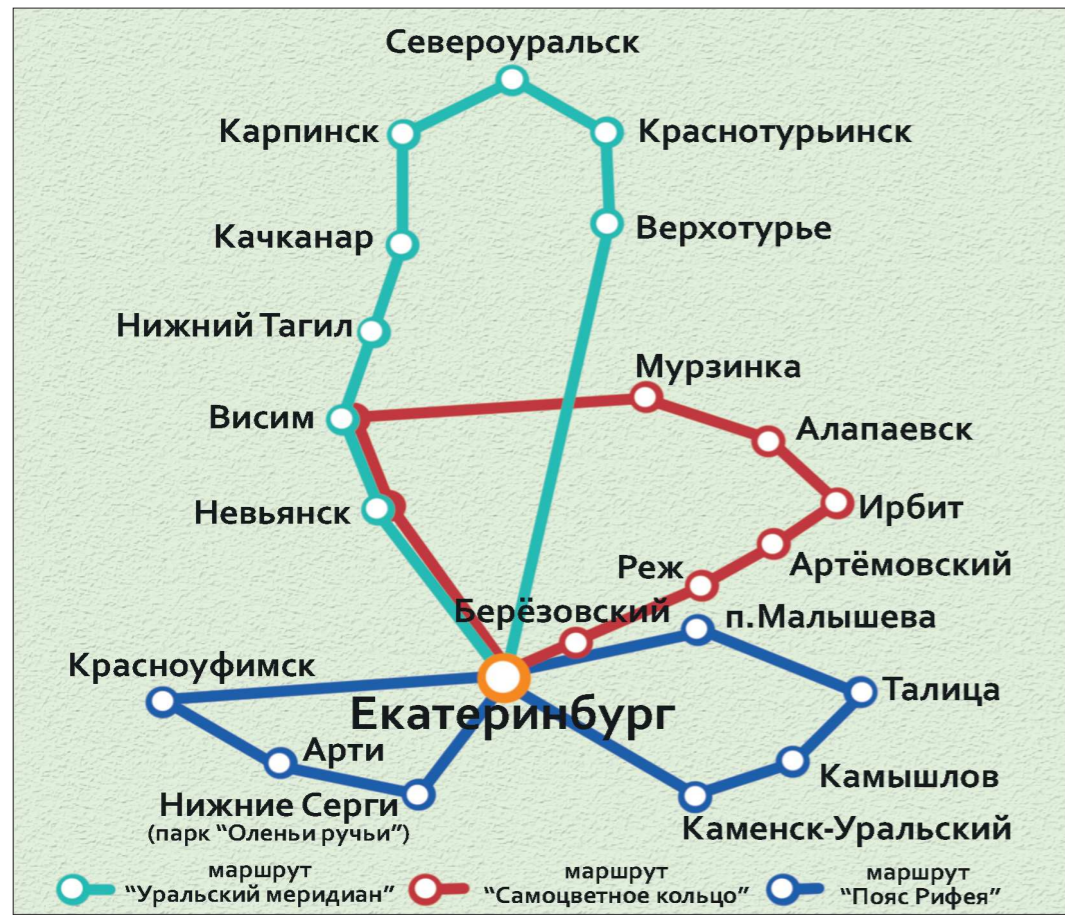 Североуральск
Карпинск
Краснотурьинск
Качканар
Верхотурье
Нижний Тагил
Мурзинка
Висим
Алапаевск
Невьянск
Ирбит
Реж
Артёмовский
Берёзовский
п.Малышева
Красноуфимск
Талица
Екатеринбург
Арти
Камышлов
Нижние Серги
(парк "Оленьи ручьи")
Каменск-Уральский
маршрут
"Уральский меридиан"
маршрут
"Самоцветное кольцо"
маршрут
"Пояс Рифея"